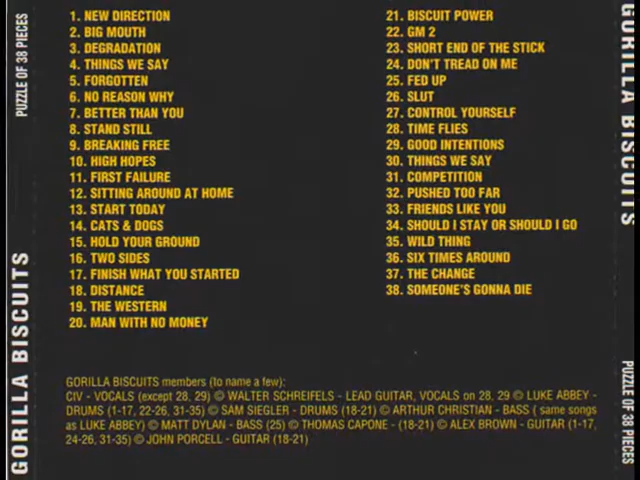 PUZZLE OF 38 PIECES
GORILLA BISCUITS
1. NEW DIRECTION
2. BIG MOUTH
3. DEGRADATION
4. THINGS WE SAY
5. FORGOTTEN
6. NO REASON WHY
7. BETTER THAN YOU
8. STAND STILL
9. BREAKING FREE
10. HIGH HOPES
11. FIRST FAILURE
12. SITTING AROUND AT HOME
13. START TODAY
14. CATS & DOGS
15. HOLD YOUR GROUND
16. TWO SIDES
17. FINISH WHAT YOU STARTED
18. DISTANCE
19. THE WESTERN
20. MAN WITH NO MONEY
21. BISCUIT POWER
22. GM 2
23. SHORT END OF THE STICK
24. DON'T TREAD ON ME
25. FED UP
26. SLUT
27. CONTROL YOURSELF
28. TIME FLIES
29. GOOD INTENTIONS
30. THINGS WE SAY
31. COMPETITION
32. PUSHED TOO FAR
33. FRIENDS LIKE YOU
34. SHOULD I STAY OR SHOULD I GO
35. WILD THING
36. SIX TIMES AROUND
37. THE CHANGE
38. SOMEONE'S GONNA DIE
GORILLA BISCUITS members (to name a few):
CIV - VOCALS (except 28, 29) © WALTER SCHREIFELS - LEAD GUITAR, VOCALS on 28, 29 © LUKE ABBEY -
DRUMS (1-17, 22-26, 31-35) © SAM SIEGLER - DRUMS (18-21) © ARTHUR CHRISTIAN - BASS ( same songs
as LUKE ABBEY) © MATT DYLAN - BASS (25) © THOMAS CAPONE - (18-21) © ALEX BROWN - GUITAR (1-17,
24-26, 31-35) © JOHN PORCELL - GUITAR (18-21)
GORILLA BISCUITS
PUZZLE OF 38 PIECES